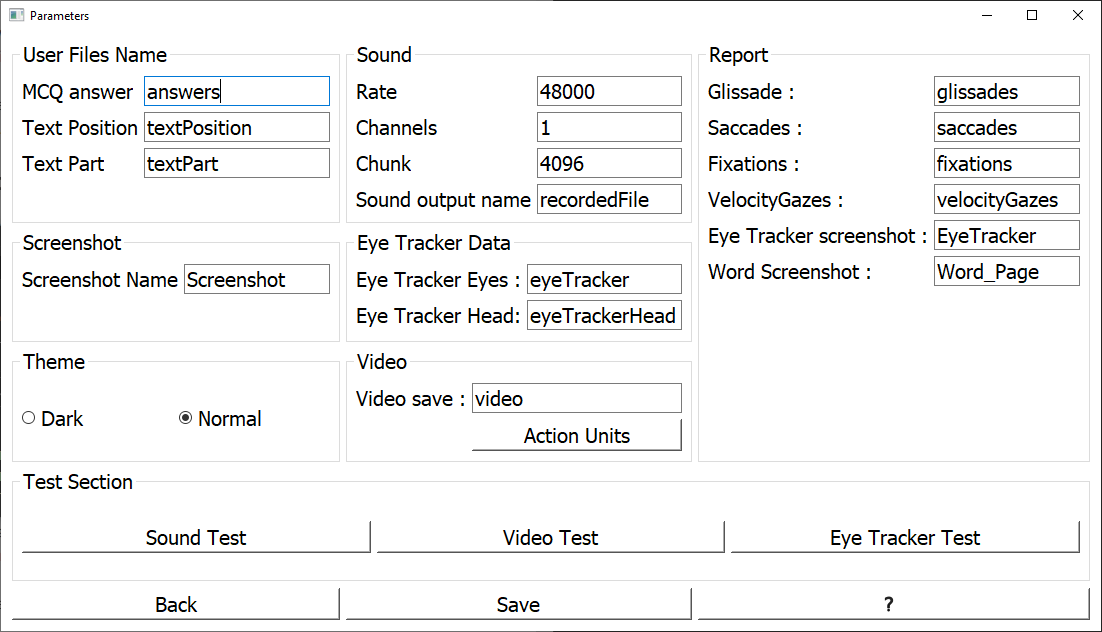 Parameters
User Files Name
MCQ answer answers
Text Position textPosition
Text Part textPart
Sound
Rate 48000
Channels 1
Chunk 4096
Sound output name recordedFile
Report
Glissade : glissades
Saccades : saccades
Fixations : fixations
VelocityGazes : velocityGazes
Eye Tracker screenshot : EyeTracker
Word Screenshot : Word_Page
Screenshot
Screenshot Name Screenshot
Eye Tracker Data
Eye Tracker Eyes : eyeTracker
Eye Tracker Head: eyeTrackerHead
Theme
Dark Normal
Video
Video save : video
Action Units
Test Section
Sound Test Video Test Eye Tracker Test
Back Save ?